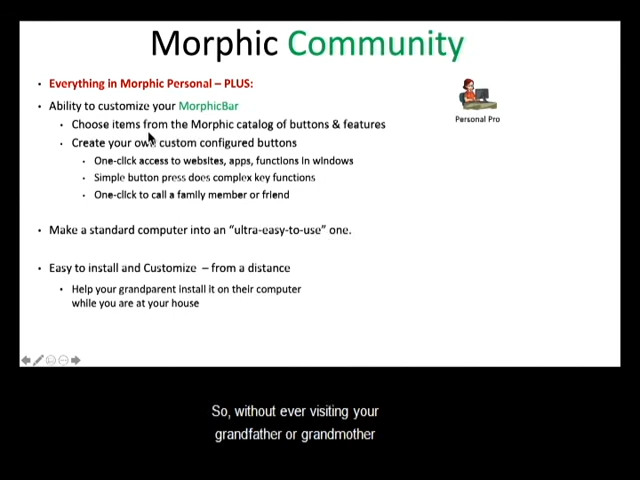 Morphic Community
Everything in Morphic Personal – PLUS:
Ability to customize your MorphicBar
Choose items from the Morphic catalog of buttons & features
Create your own custom configured buttons
One-click access to websites, apps, functions in windows
Simple button press does complex key functions
One-click to call a family member or friend
Make a standard computer into an “ultra-easy-to-use” one.
Easy to install and Customize – from a distance
Help your grandparent install it on their computer
while you are at your house
Personal Pro
So, without ever visiting your
grandfather or grandmother